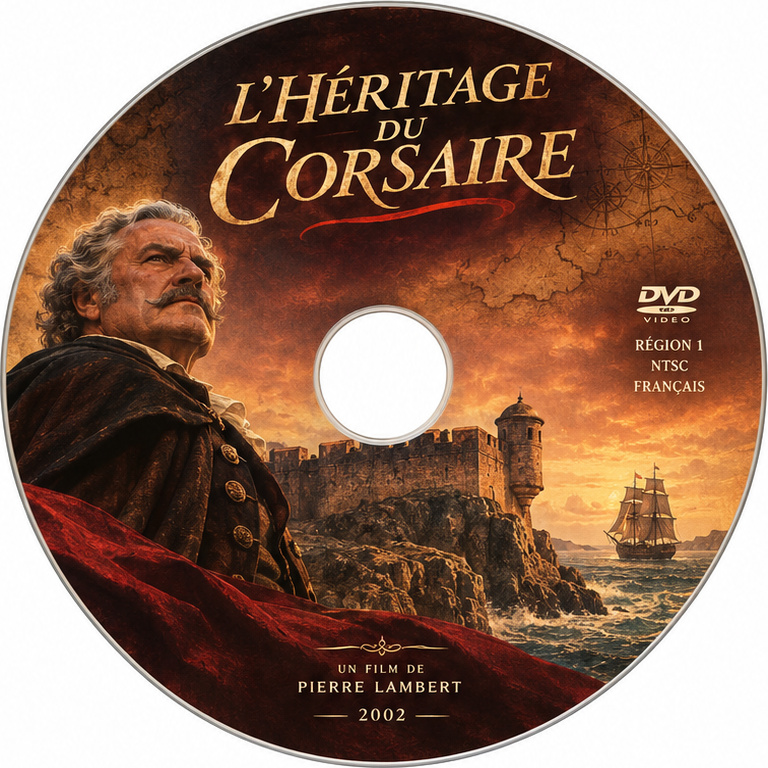 L'HÉRITAGE
DU
CORSAIRE
DVD
VIDEO
RÉGION 1
NTSC
FRANÇAIS
UN FILM DE
PIERRE LAMBERT
2002